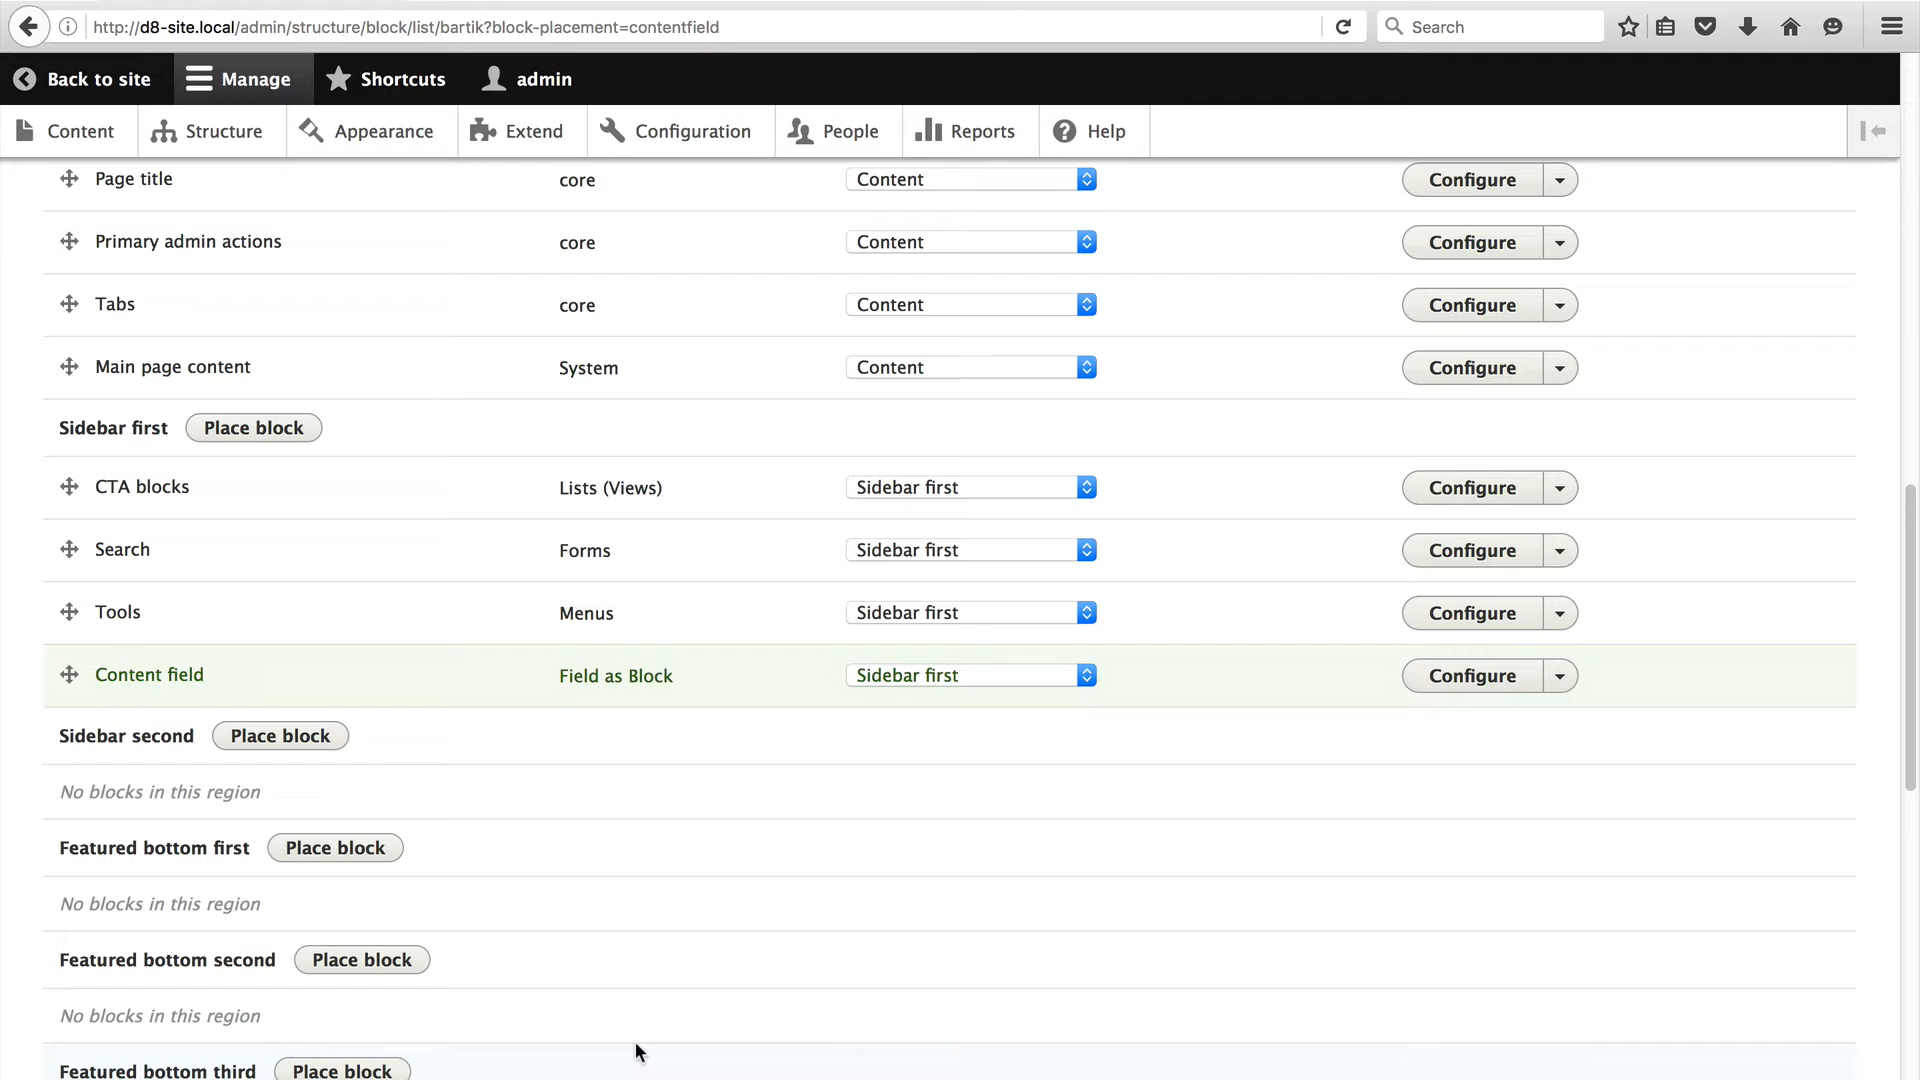 http://d8-site.local/admin/structure/block/list/bartik?block-placement=contentfield Search
Back to site Manage Shortcuts admin
Content Structure Appearance Extend Configuration People Reports Help
Page title core Content Configure
Primary admin actions core Content Configure
Tabs core Content Configure
Main page content System Content Configure
Sidebar first Place block
CTA blocks Lists (Views) Sidebar first Configure
Search Forms Sidebar first Configure
Tools Menus Sidebar first Configure
Content field Field as Block Sidebar first Configure
Sidebar second Place block
No blocks in this region
Featured bottom first Place block
No blocks in this region
Featured bottom second Place block
No blocks in this region
Featured bottom third Place block